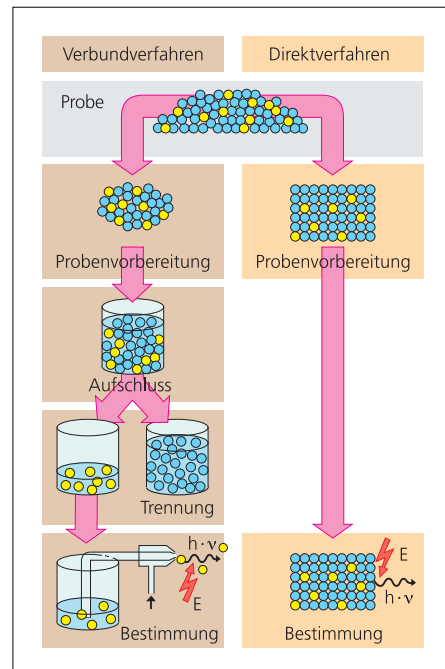 Verbundverfahren
Direktverfahren
Probe
Probenvorbereitung
Probenvorbereitung
Aufschluss
Trennung
h·ν
E
Bestimmung
E
h·ν
Bestimmung